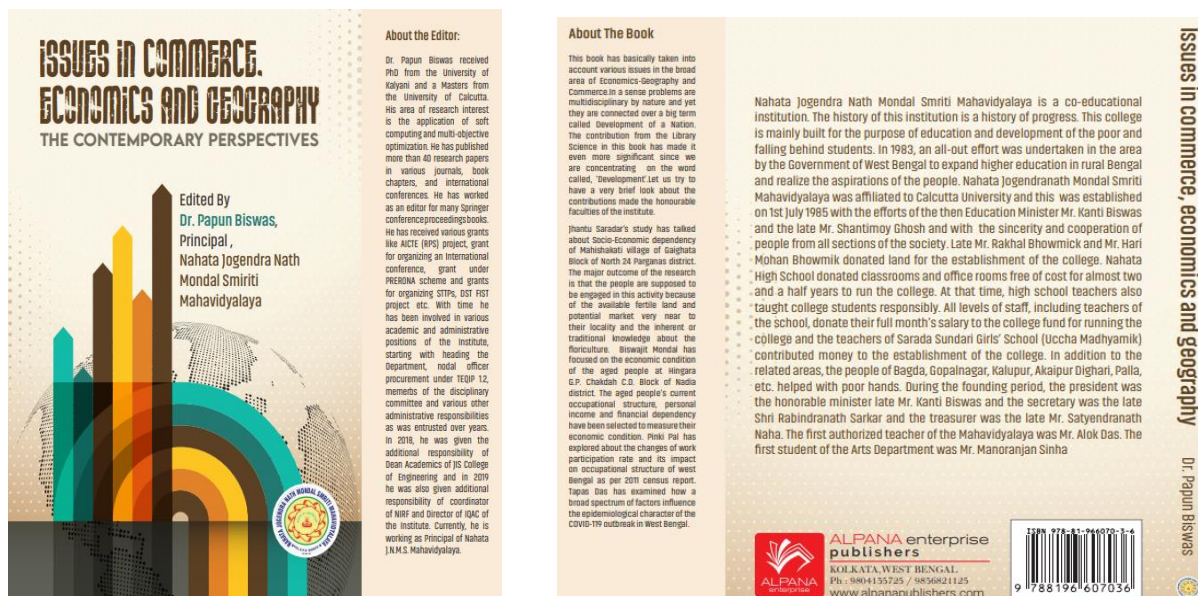 ISSUES IN COMMERCE,
ECONOMICS AND GEOGRAPHY
THE CONTEMPORARY PERSPECTIVES
Edited By
Dr. Papun Biswas,
Principal ,
Nahata Jogendra Nath
Mondal Smiriti
Mahavidyalaya
About the Editor:
Dr. Papun Biswas received
PhD from the University of
Kalyani and a Masters from
the University of Calcutta.
His area of research interest
is the application of soft
computing and multi-objective
optimization. He has published
more than 40 research papers
in various journals, book
chapters, and international
conferences. He has worked
as an editor for many Springer
conference proceedings books.
He has received various grants
like AICTE (RPS) project, grant
for organizing an International
conference, grant under
PRERONA scheme and grants
for organizing STTPs, DST FIST
project etc. With time he
has been involved in various
academic and administrative
positions of the Institute,
starting with heading the
Department, nodal officer
procurement under TEQIP 1.2,
memerbs of the disciplinary
committee and various other
administrative responsibilities
as was entrusted over years.
In 2018, he was given the
additional responsibility of
Dean Academics of JIS College
of Engineering and in 2019
he was also given additional
responsibility of coordinator
of NIRF and Director of IQAC of
the Institute. Currently, he is
working as Principal of Nahata
J.N.M.S. Mahavidyalaya.
About The Book
This book has basically taken into
account various issues in the broad
area of Economics-Geography and
Commerce.In a sense problems are
multidisciplinary by nature and yet
they are connected over a big term
called Development of a Nation.
The contribution from the Library
Science in this book has made it
even more significant since we
are concentrating on the word
called, 'Development'.Let us try to
have a very brief look about the
contributions made the honourable
faculties of the institute.
Jhantu Saradar's study has talked
about Socio-Economic dependency
of Mahishakati village of Gaighata
Block of North 24 Parganas district.
The major outcome of the research
is that the people are supposed to
be engaged in this activity because
of the available fertile land and
potential market very near to
their locality and the inherent or
traditional knowledge about the
floriculture. Biswajit Mondal has
focused on the economic condition
of the aged people at Hingara
G.P. Chakdah C.D. Block of Nadia
district. The aged people's current
occupational structure, personal
income and financial dependency
have been selected to measure their
economic condition. Pinki Pal has
explored about the changes of work
participation rate and its impact
on occupational structure of west
Bengal as per 2011 census report.
Tapas Das has examined how a
broad spectrum of factors influence
the epidemiological character of the
COVID-119 outbreak in West Bengal.
Nahata Jogendra Nath Mondal Smriti Mahavidyalaya is a co-educational
institution. The history of this institution is a history of progress. This college
is mainly built for the purpose of education and development of the poor and
falling behind students. In 1983, an all-out effort was undertaken in the area
by the Government of West Bengal to expand higher education in rural Bengal
and realize the aspirations of the people. Nahata Jogendranath Mondal Smriti
Mahavidyalaya was affiliated to Calcutta University and this was established
on 1st July 1985 with the efforts of the then Education Minister Mr. Kanti Biswas
and the late Mr. Shantimoy Ghosh and with the sincerity and cooperation of
people from all sections of the society. Late Mr. Rakhal Bhowmick and Mr. Hari
Mohan Bhowmik donated land for the establishment of the college. Nahata
High School donated classrooms and office rooms free of cost for almost two
and a half years to run the college. At that time, high school teachers also
taught college students responsibly. All levels of staff, including teachers of
the school, donate their full month's salary to the college fund for running the
college and the teachers of Sarada Sundari Girls' School (Uccha Madhyamik)
contributed money to the establishment of the college. In addition to the
related areas, the people of Bagda, Gopalnagar, Kalupur, Akaipur Dighari, Palla,
etc. helped with poor hands. During the founding period, the president was
the honorable minister late Mr. Kanti Biswas and the secretary was the late
Shri Rabindranath Sarkar and the treasurer was the late Mr. Satyendranath
Naha. The first authorized teacher of the Mahavidyalaya was Mr. Alok Das. The
first student of the Arts Department was Mr. Manoranjan Sinha
ALPANA
enterprise
ALPANA enterprise
publishers
KOLKATA,WEST BENGAL
Ph : 9804155725 / 9836821125
www.alpanapublishers.com
ISBN 978-81-966070-3-6
9 788196 607036
Issues in commerce, economics and geography
Dr. Papun Biswas